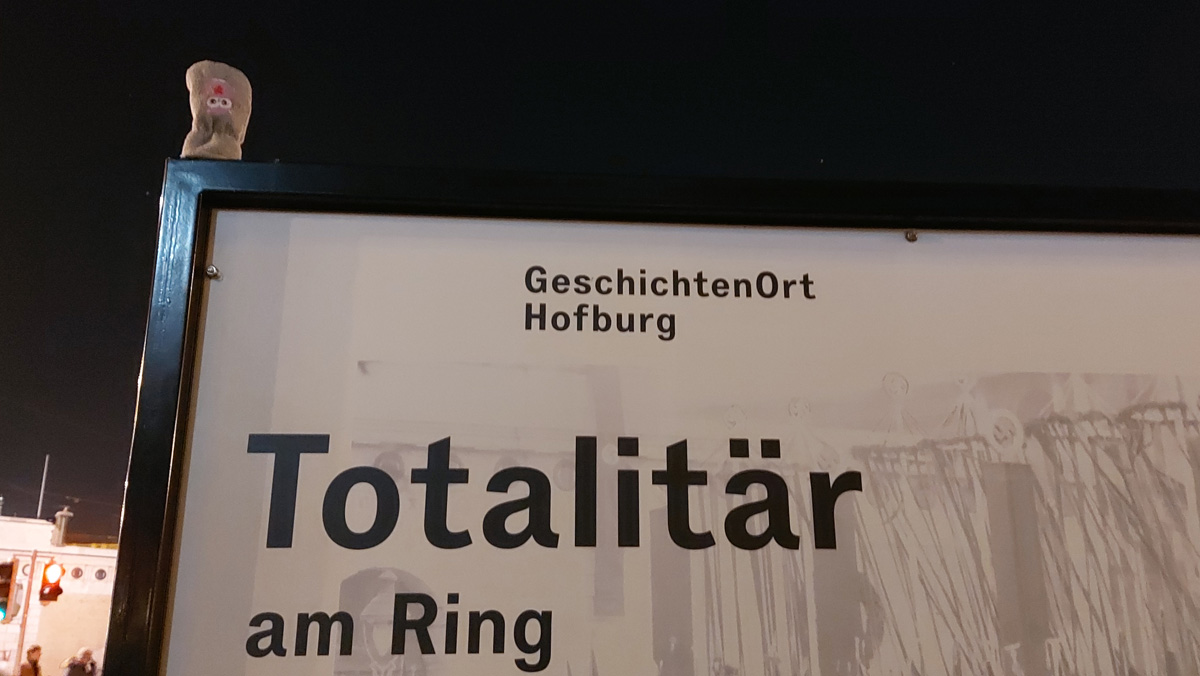 GeschichtenOrt
Hofburg
Totalitär
am Ring